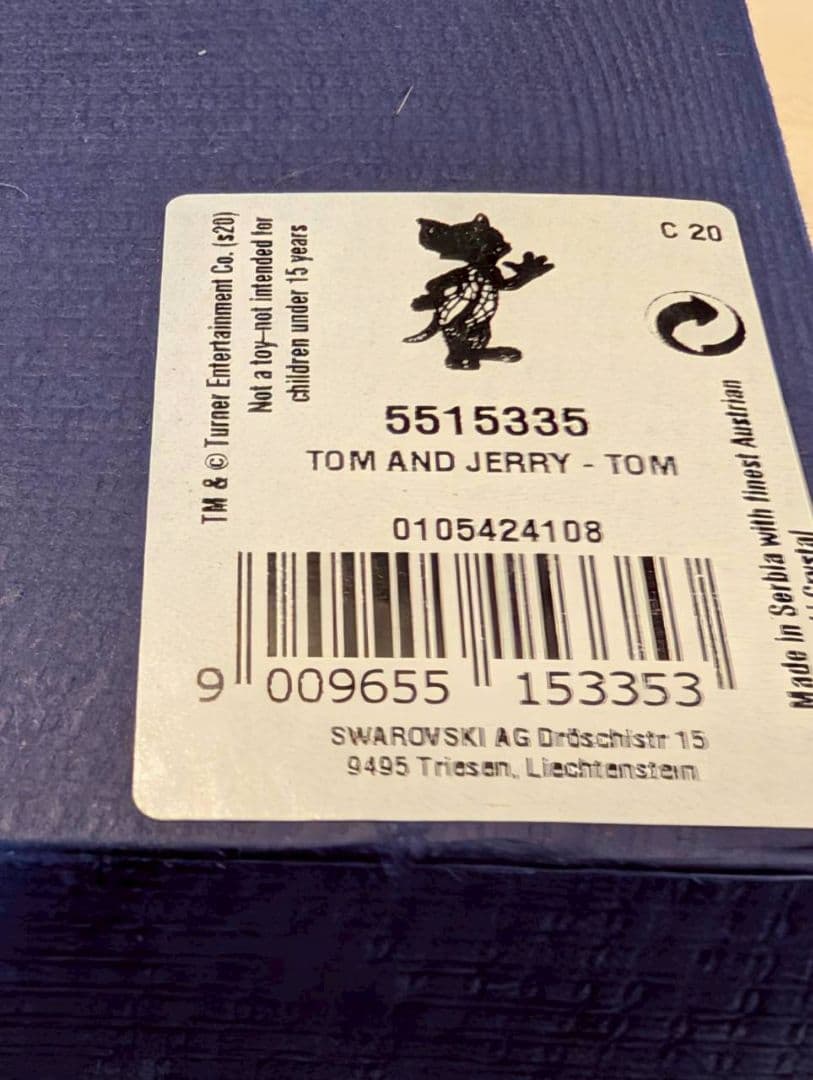 TM & © Turner Entertainment Co. (s20)
Not a toy-not intended for
children under 15 years
C 20
5515335
TOM AND JERRY - TOM
0105424108
9 009655 153353
SWAROVSKI AG Dröschistr 15
9495 Triesen, Liechtenstein
Made in Serbia with finest Austrian
Crystal